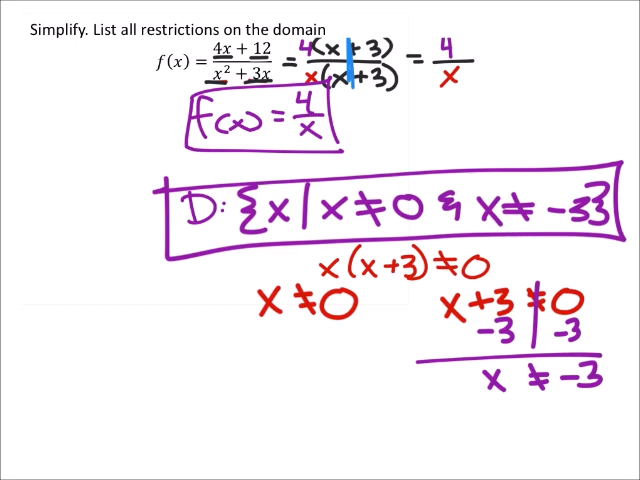 Simplify. List all restrictions on the domain
f(x) = 4x + 12 / x² + 3x = 4(x + 3) / x(x + 3) = 4 / x
f(x) = 4 / x
D: {x | x ≠ 0 & x ≠ -3}
x(x+3) ≠ 0
x ≠ 0 x+3 ≠ 0
-3 | -3
x ≠ -3